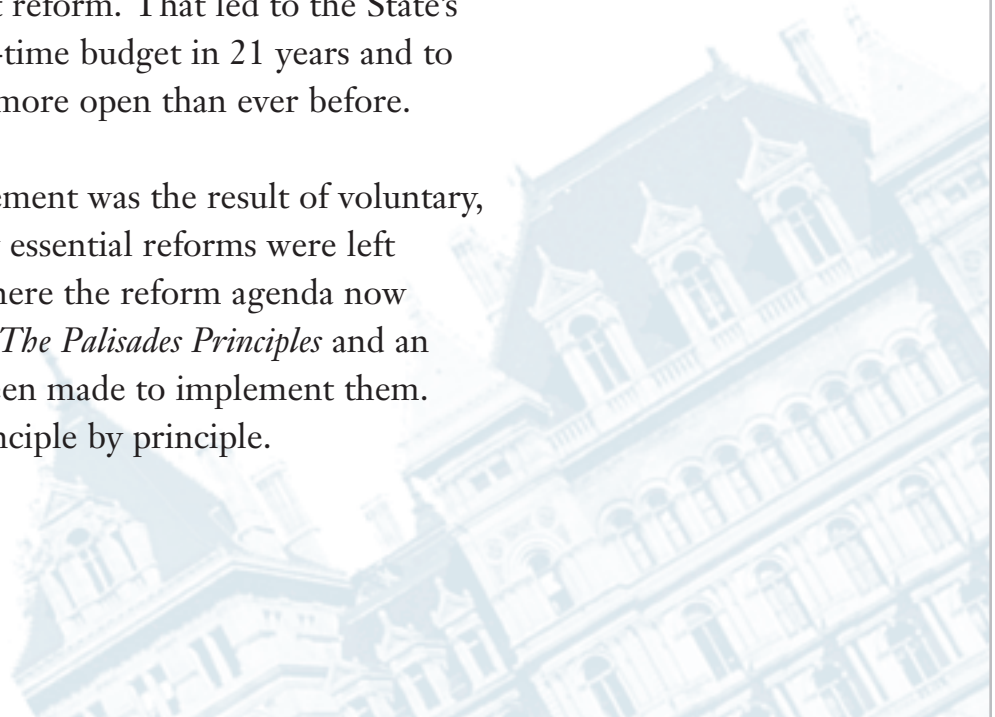 reform. That led to the State's
-time budget in 21 years and to
more open than ever before.
ement was the result of voluntary,
essential reforms were left
here the reform agenda now
The Palisades Principles and an
en made to implement them.
nciple by principle.